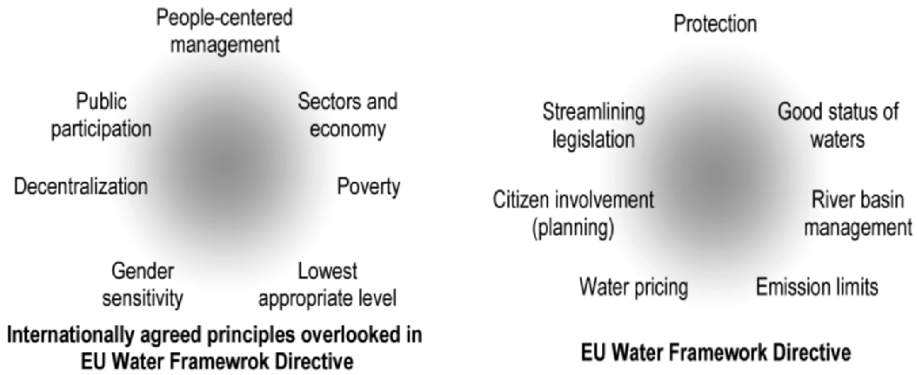 People-centered
management
Public
participation
Sectors and
economy
Decentralization
Poverty
Gender
sensitivity
Lowest
appropriate level
Internationally agreed principles overlooked in
EU Water Framewrok Directive
Protection
Streamlining
legislation
Good status of
waters
Citizen involvement
(planning)
River basin
management
Water pricing
Emission limits
EU Water Framework Directive